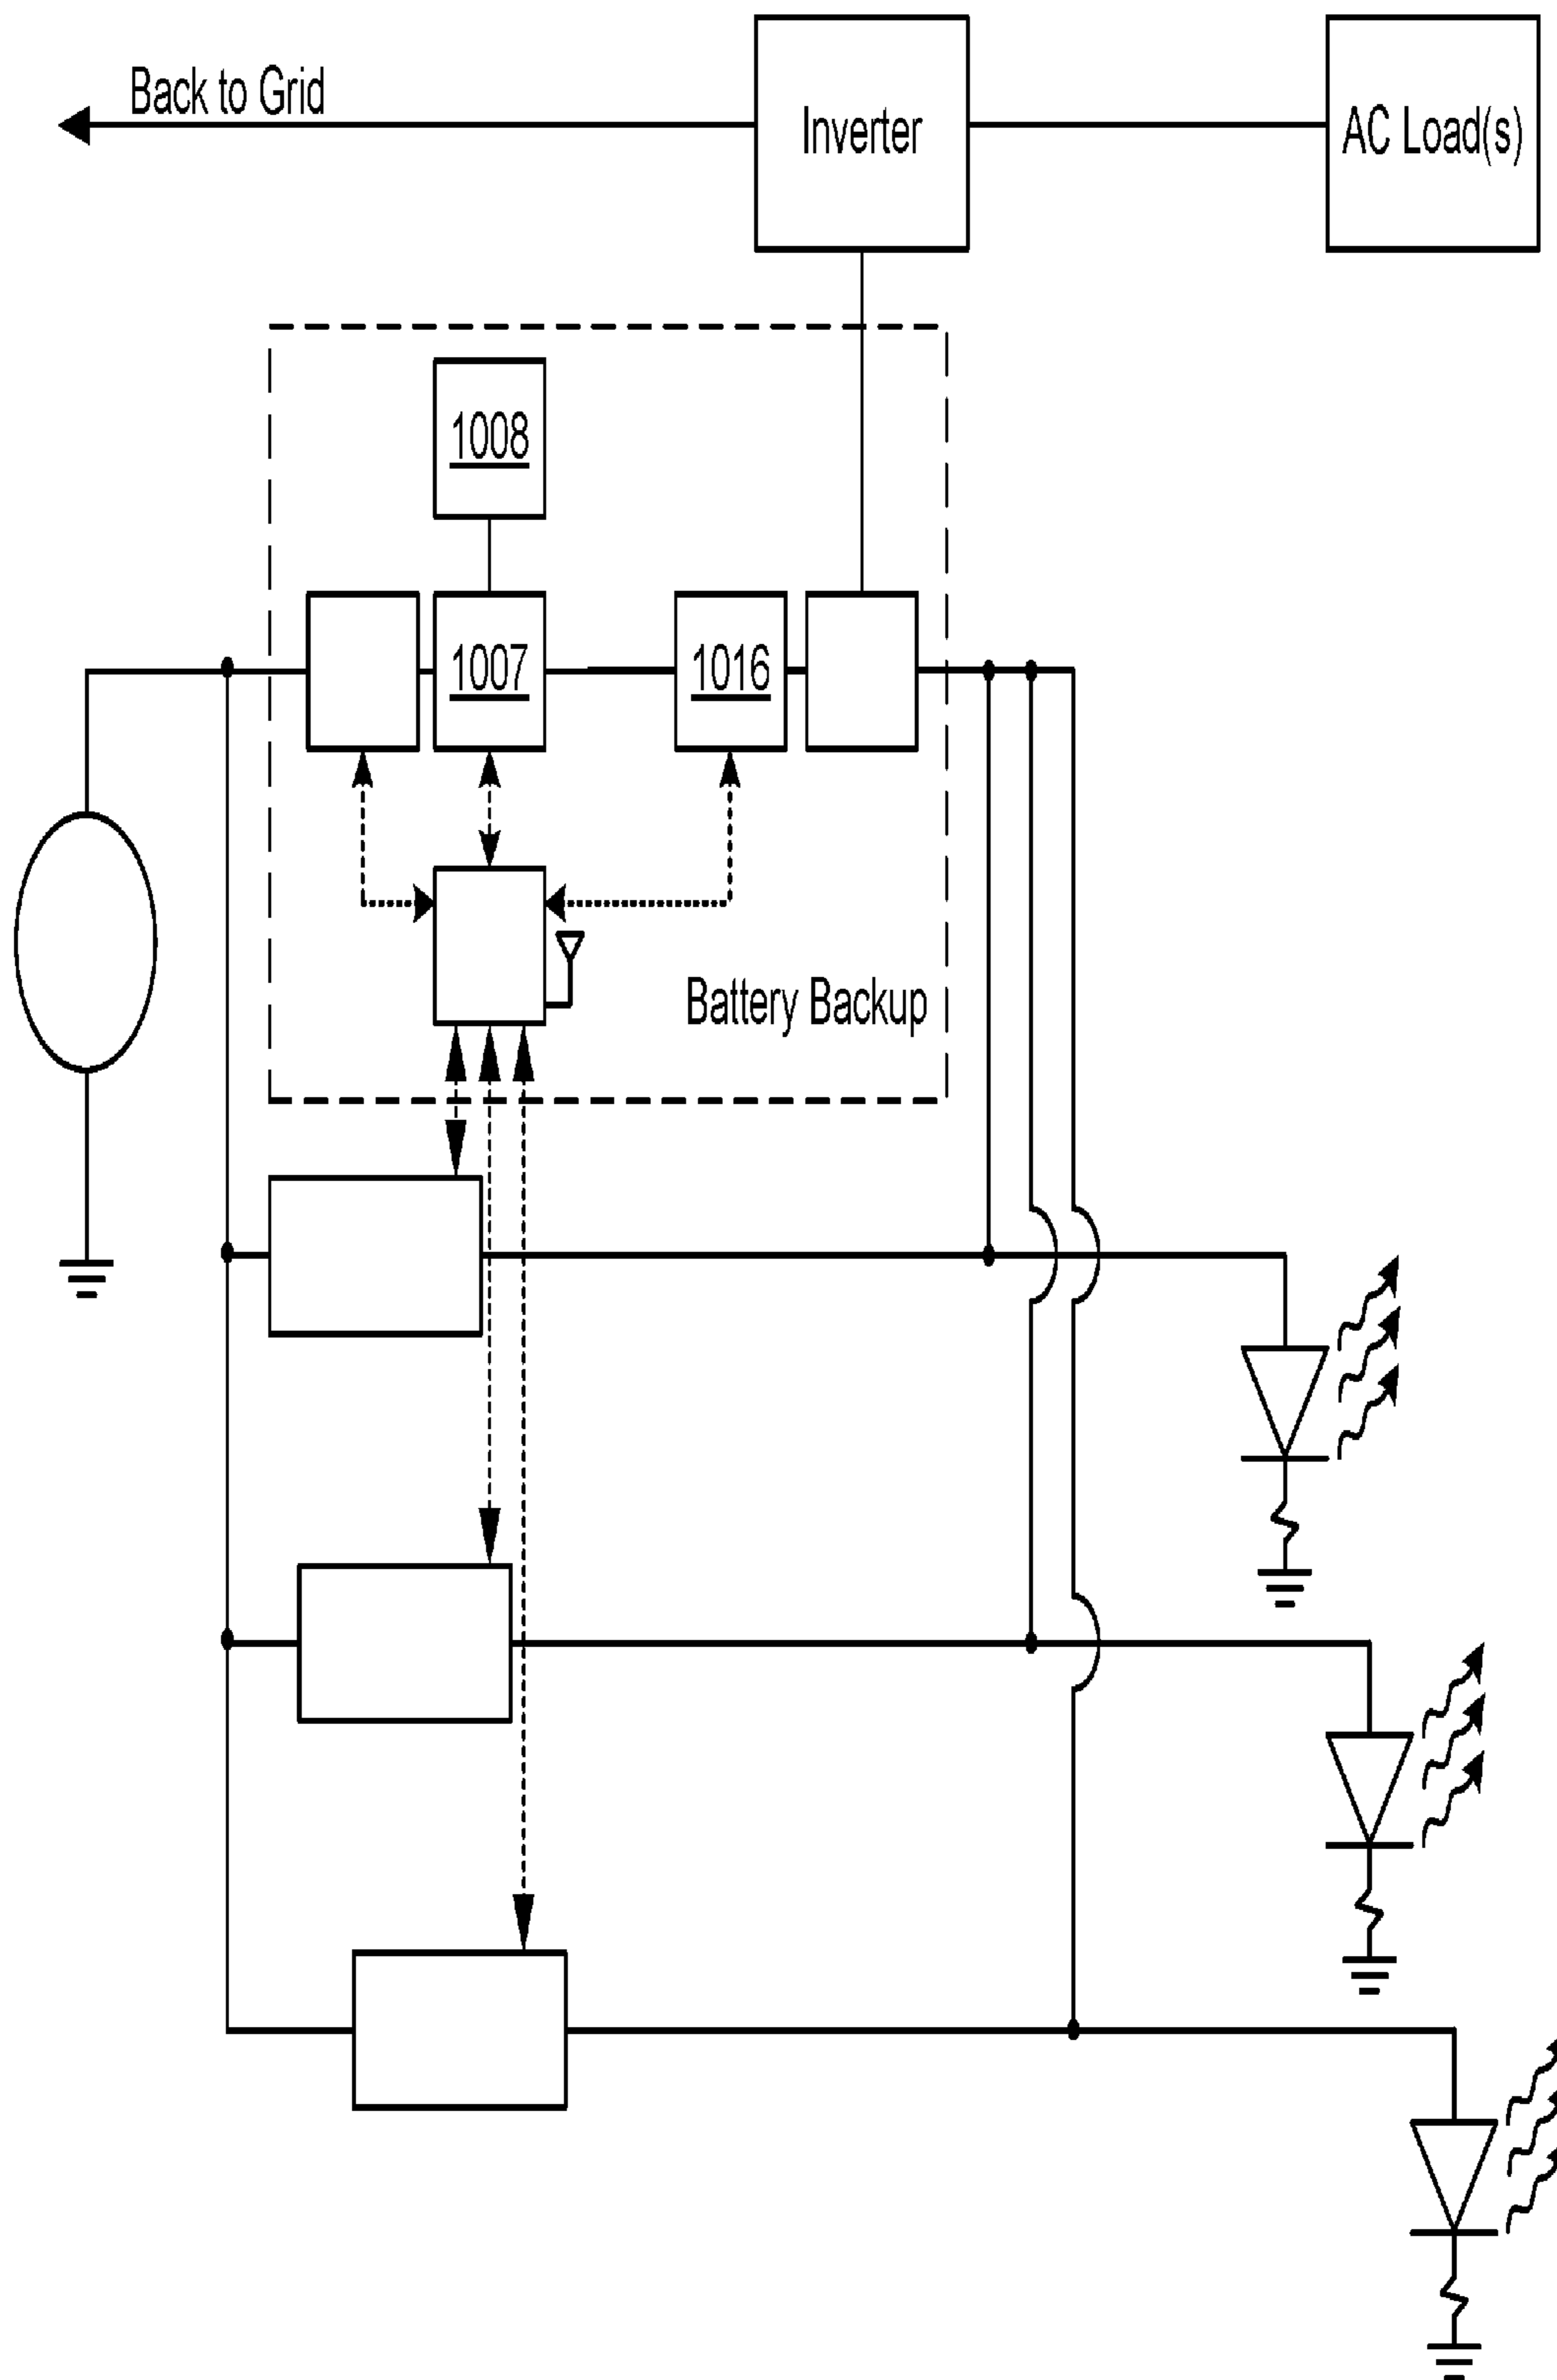 Back to Grid
Inverter
AC Load(s)
1008
1007
1016
Battery Backup